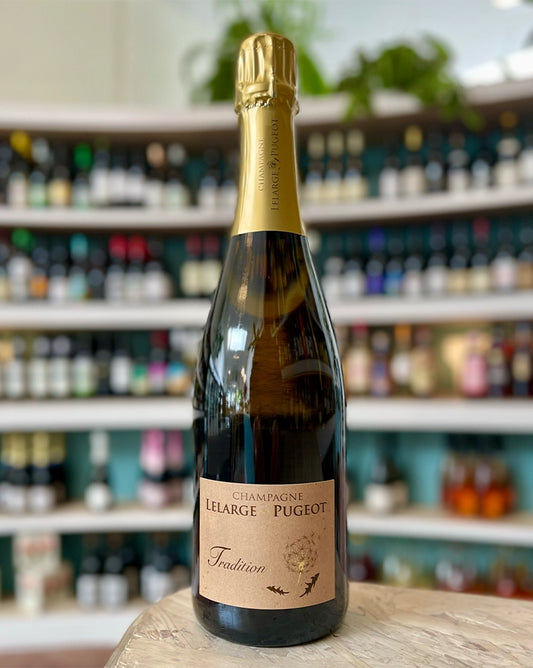 CHAMPAGNE
LELARGE PUGEOT
CHAMPAGNE
LELARGE PUGEOT
Tradition